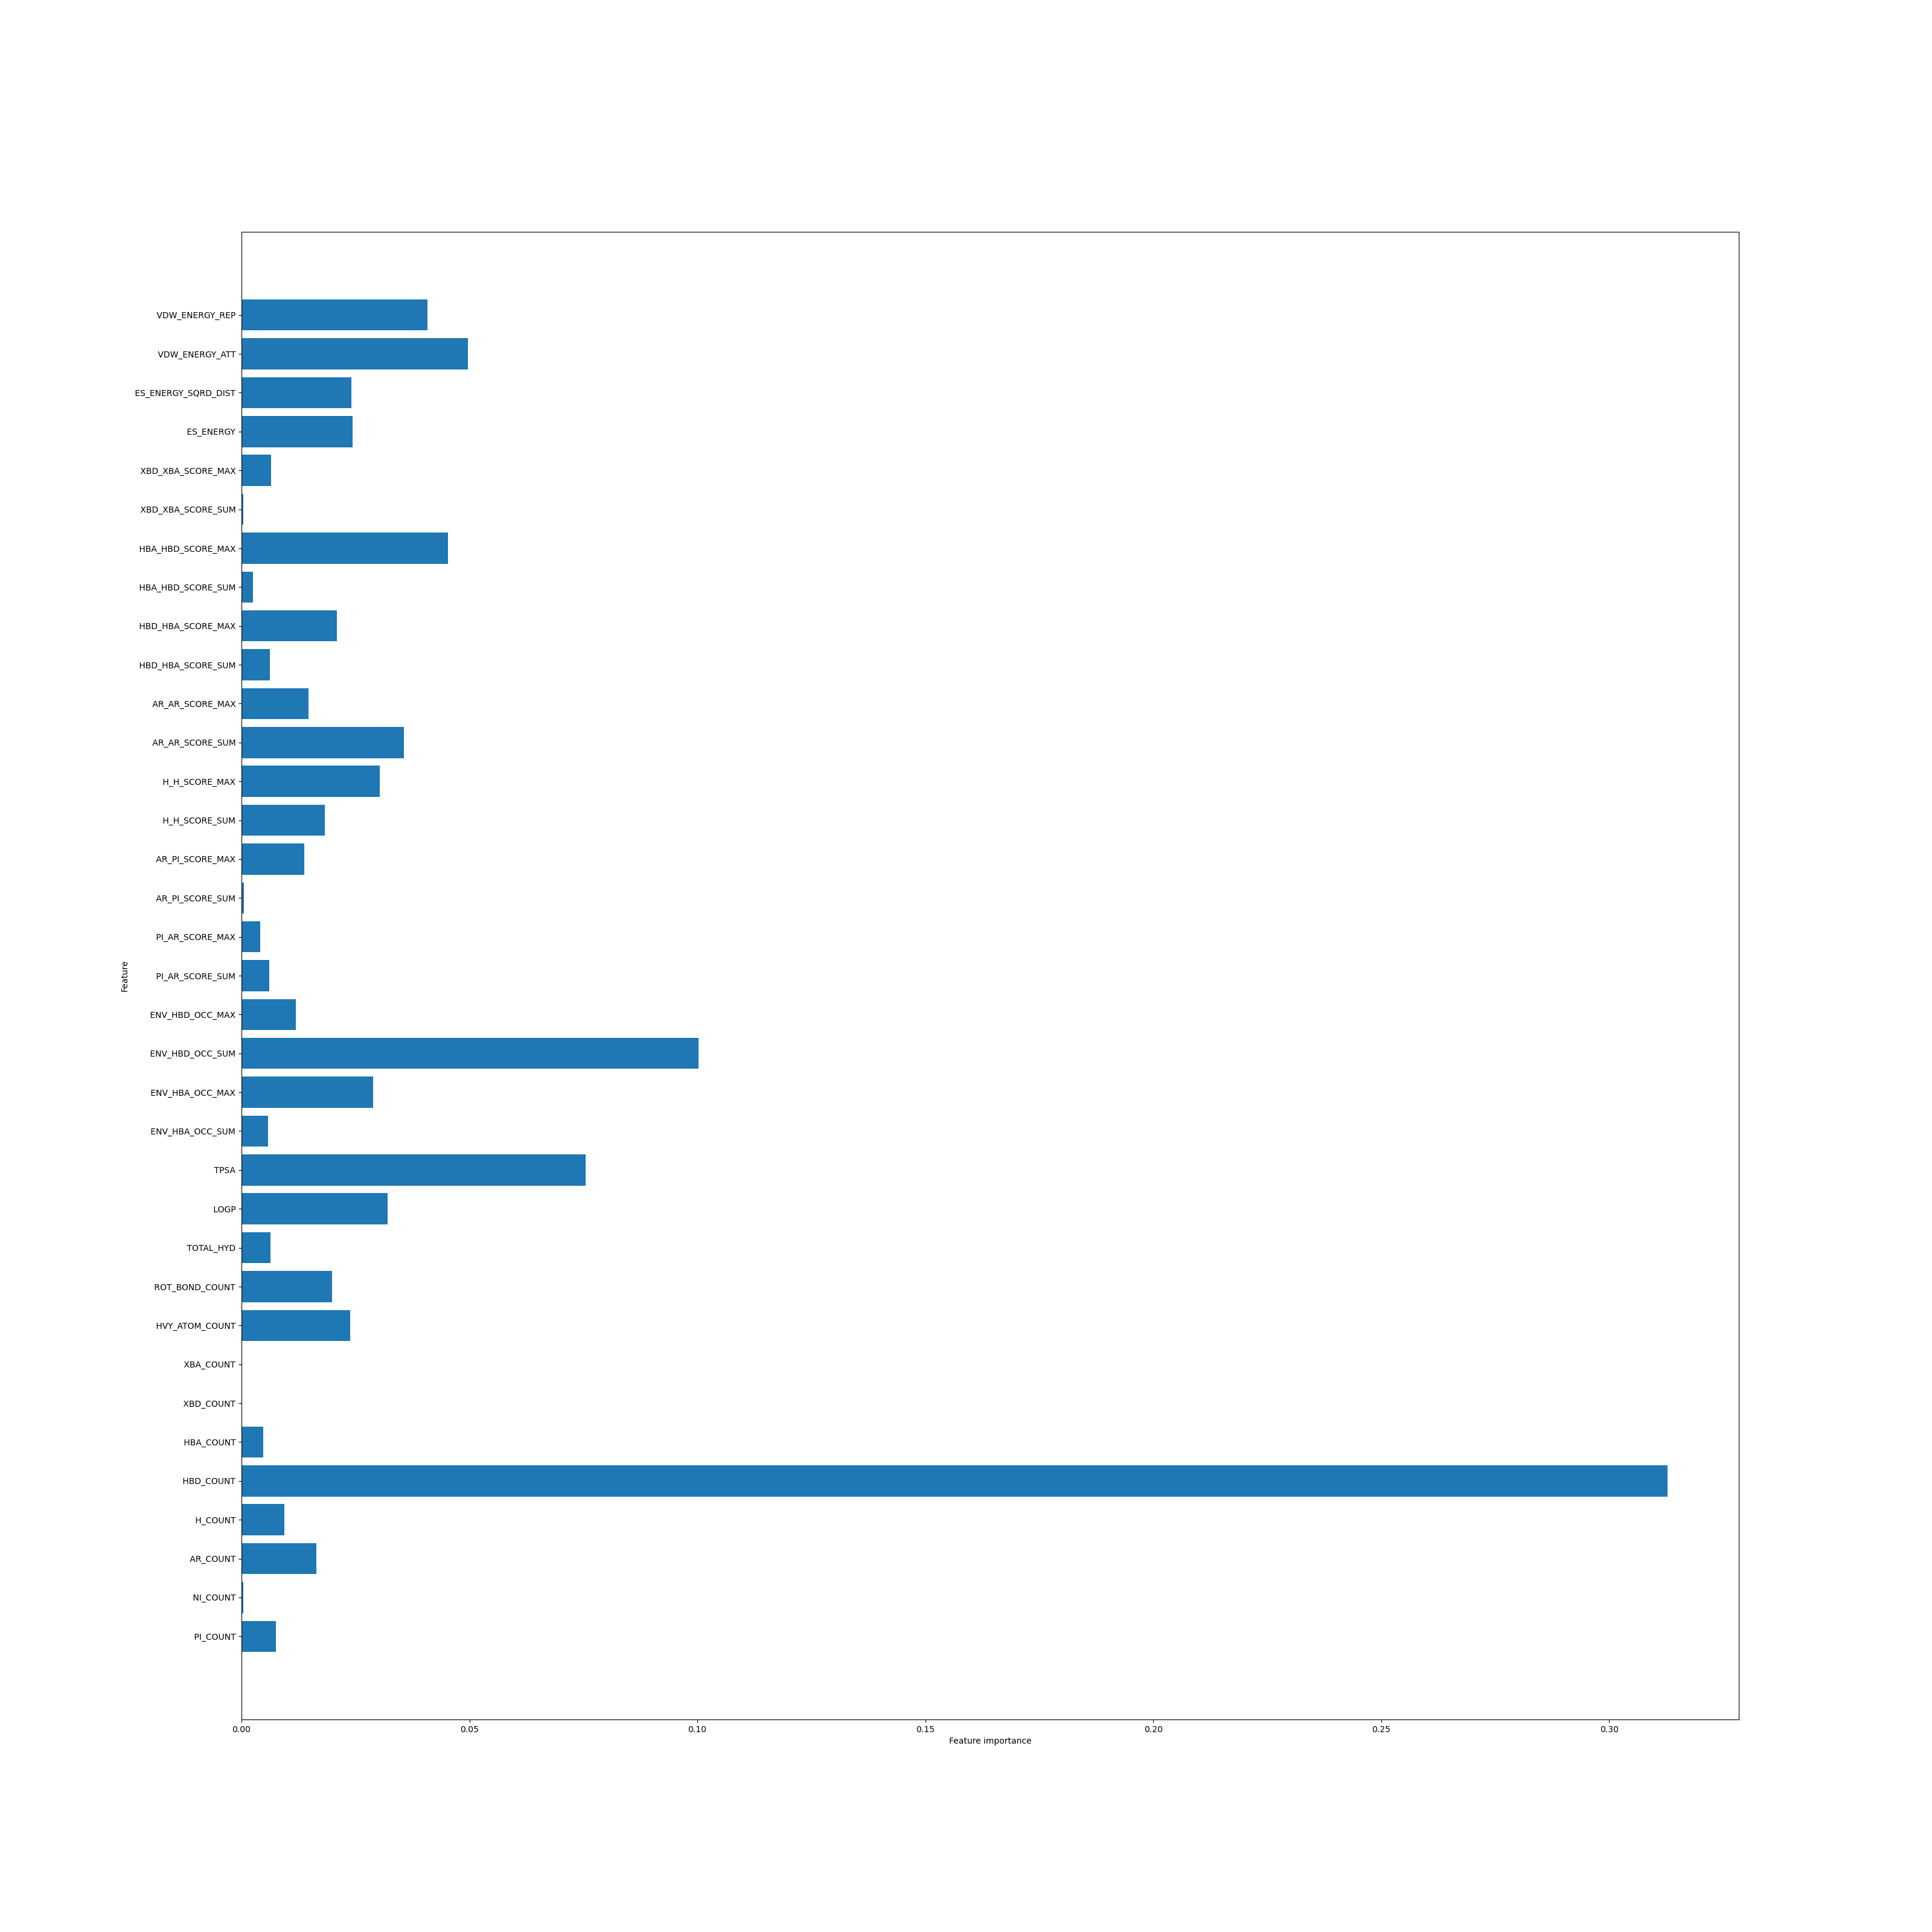 VDW_ENERGY_REP
VDW_ENERGY_ATT
ES_ENERGY_SQRD_DIST
ES_ENERGY
XBD_XBA_SCORE_MAX
XBD_XBA_SCORE_SUM
HBA_HBD_SCORE_MAX
HBA_HBD_SCORE_SUM
HBD_HBA_SCORE_MAX
HBD_HBA_SCORE_SUM
AR_AR_SCORE_MAX
AR_AR_SCORE_SUM
H_H_SCORE_MAX
H_H_SCORE_SUM
AR_PI_SCORE_MAX
AR_PI_SCORE_SUM
PI_AR_SCORE_MAX
PI_AR_SCORE_SUM
ENV_HBD_OCC_MAX
ENV_HBD_OCC_SUM
ENV_HBA_OCC_MAX
ENV_HBA_OCC_SUM
TPSA
LOGP
TOTAL_HYD
ROT_BOND_COUNT
HVY_ATOM_COUNT
XBA_COUNT
XBD_COUNT
HBA_COUNT
HBD_COUNT
H_COUNT
AR_COUNT
NI_COUNT
PI_COUNT
Feature
0.00 0.05 0.10 0.15 0.20 0.25 0.30
Feature importance